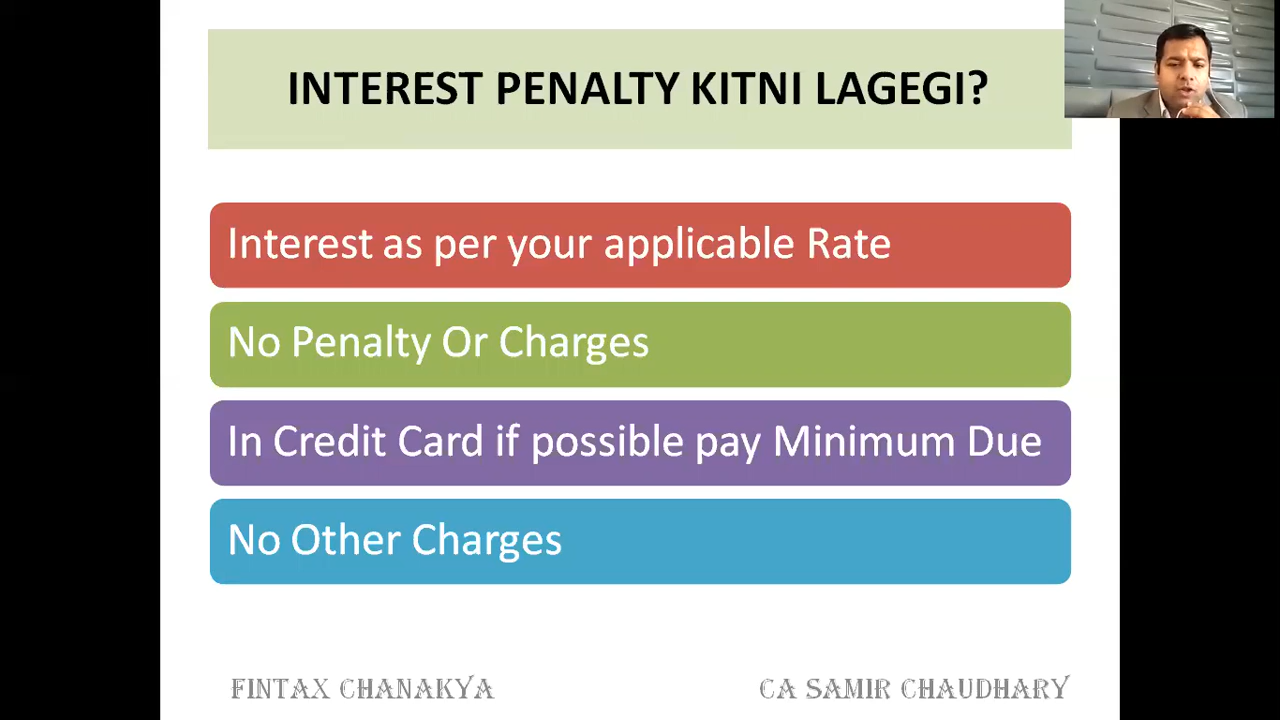 INTEREST PENALTY KITNI LAGEGI?
Interest as per your applicable Rate
No Penalty Or Charges
In Credit Card if possible pay Minimum Due
No Other Charges
FINTAX CHANAKYA
CA SAMIR CHAUDHARY